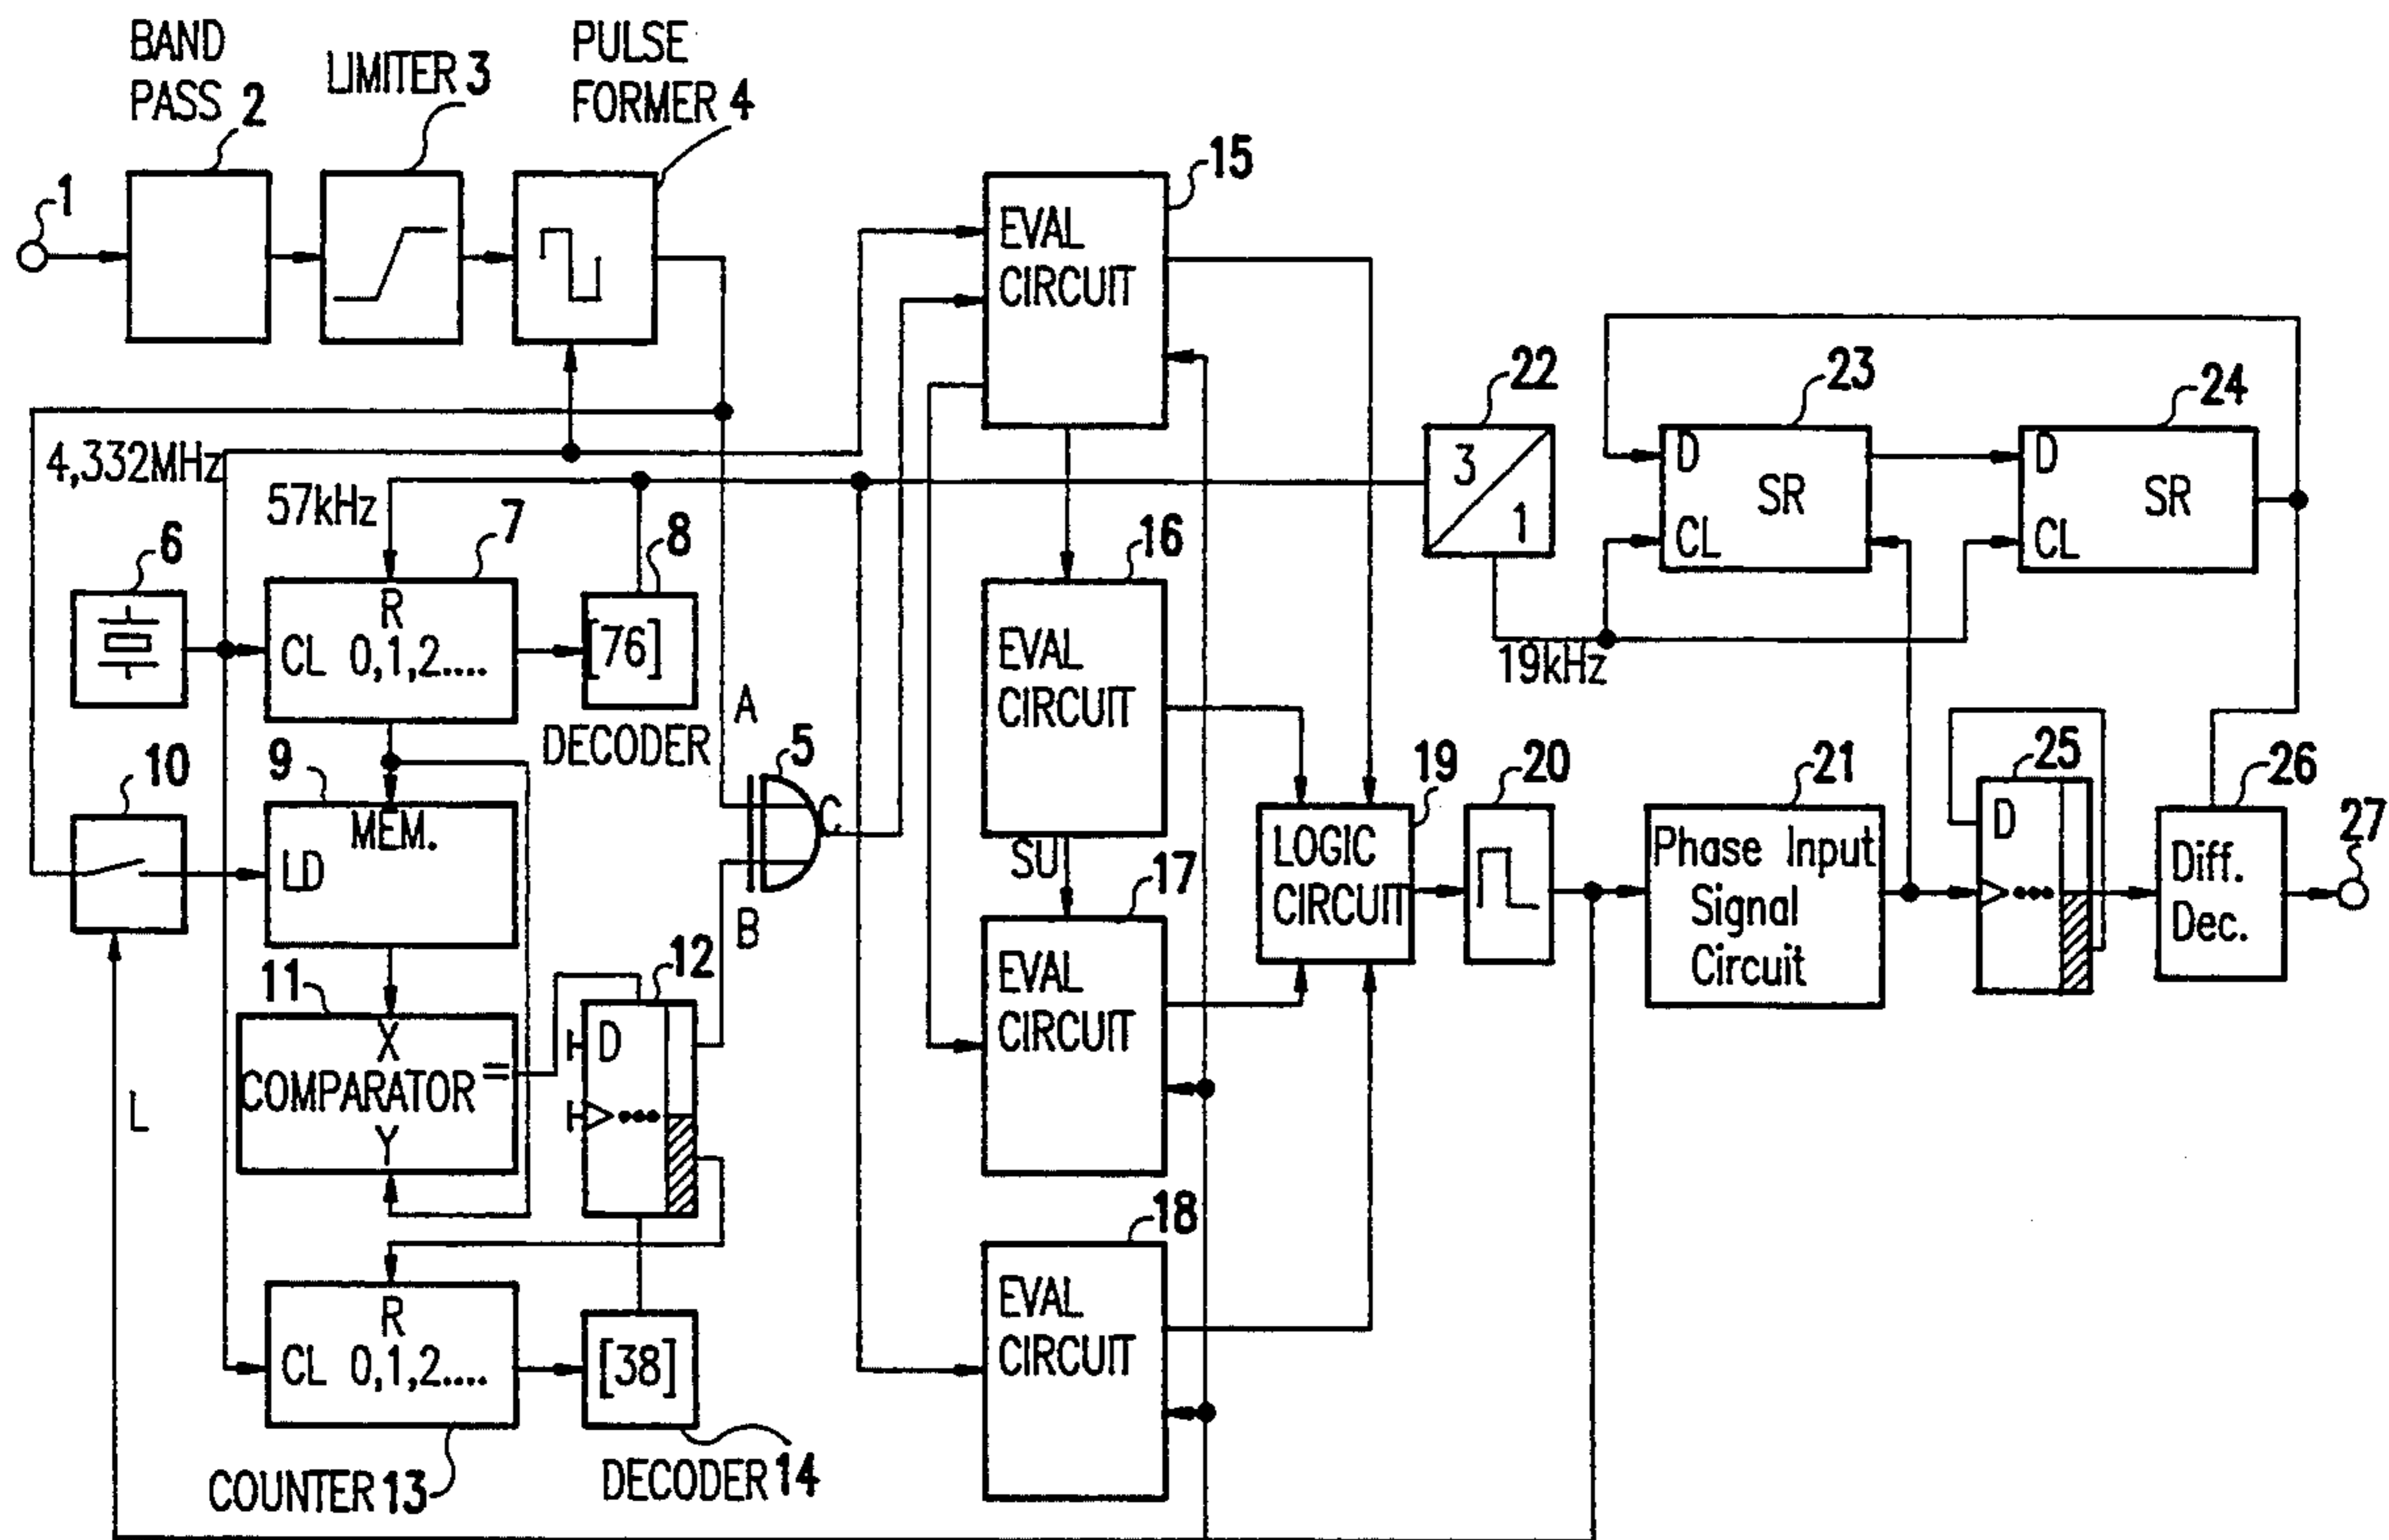 BAND
PASS 2
LIMITER 3
PULSE
FORMER 4
1
15
EVAL
CIRCUIT
4,332MHz
57kHz
6
7
R
CL 0,1,2....
8
[76]
DECODER
22
3
1
23
D
SR
CL
24
D
SR
CL
19kHz
16
EVAL
CIRCUIT
SU
10
9
MEM.
LD
A
5
C
B
11
X
COMPARATOR =
Y
12
D
17
EVAL
CIRCUIT
19
LOGIC
CIRCUIT
20
21
Phase Input
Signal
Circuit
25
D
26
Diff.
Dec.
27
L
R
CL 0,1,2....
COUNTER 13
[38]
DECODER 14
18
EVAL
CIRCUIT